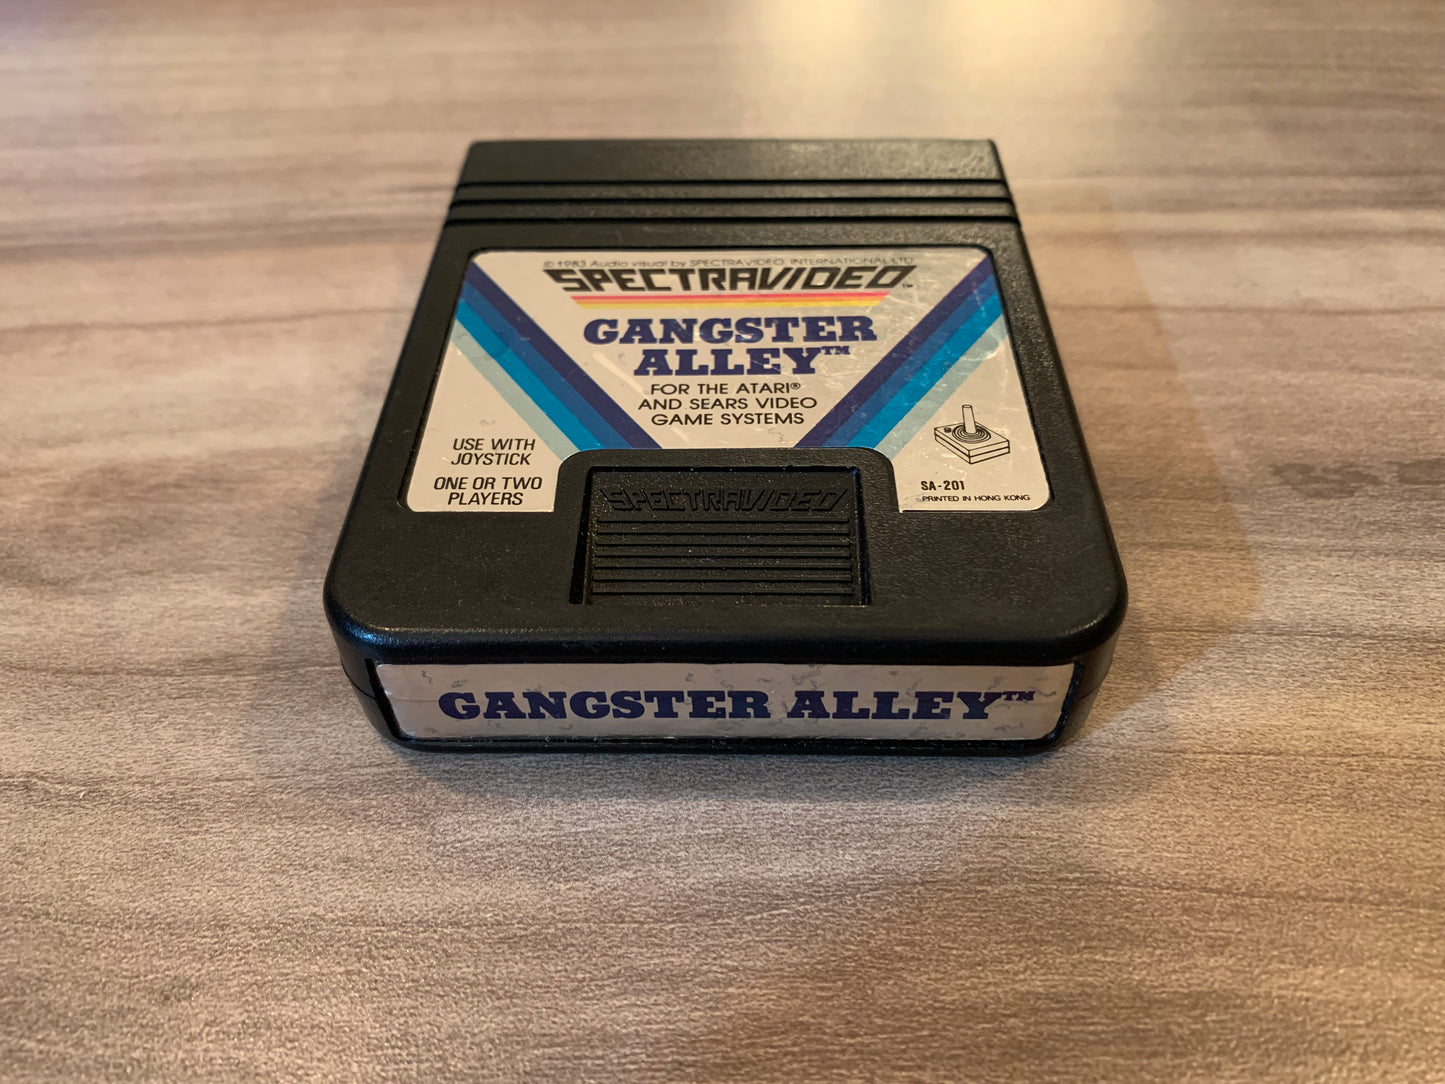 © 1983 Audio visual by SPECTRAVIDEO INTERNATIONAL LTD
SPECTRAVIDEO™
GANGSTER
ALLEY™
FOR THE ATARI®
AND SEARS VIDEO
GAME SYSTEMS
USE WITH
JOYSTICK
ONE OR TWO
PLAYERS
SA-201
PRINTED IN HONG KONG
SPECTRAVIDEO
GANGSTER ALLEY™